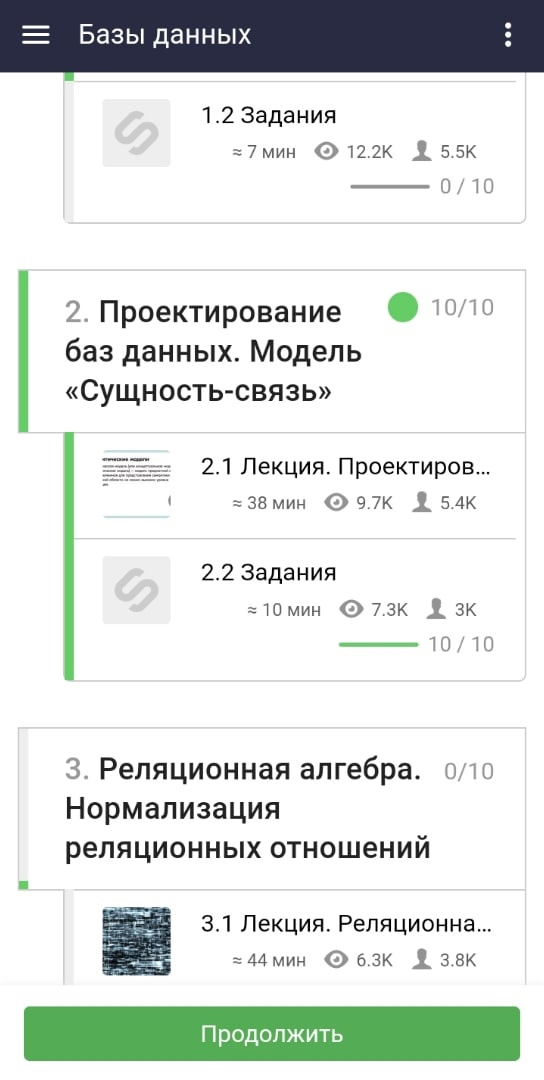 Базы данных
1.2 Задания
≈ 7 мин 12.2K 5.5K
0 / 10
2. Проектирование 10/10
баз данных. Модель
«Сущность-связь»
2.1 Лекция. Проектиров...
≈ 38 мин 9.7K 5.4K
2.2 Задания
≈ 10 мин 7.3K 3K
10 / 10
3. Реляционная алгебра. 0/10
Нормализация
реляционных отношений
3.1 Лекция. Реляционна...
≈ 44 мин 6.3K 3.8K
Продолжить